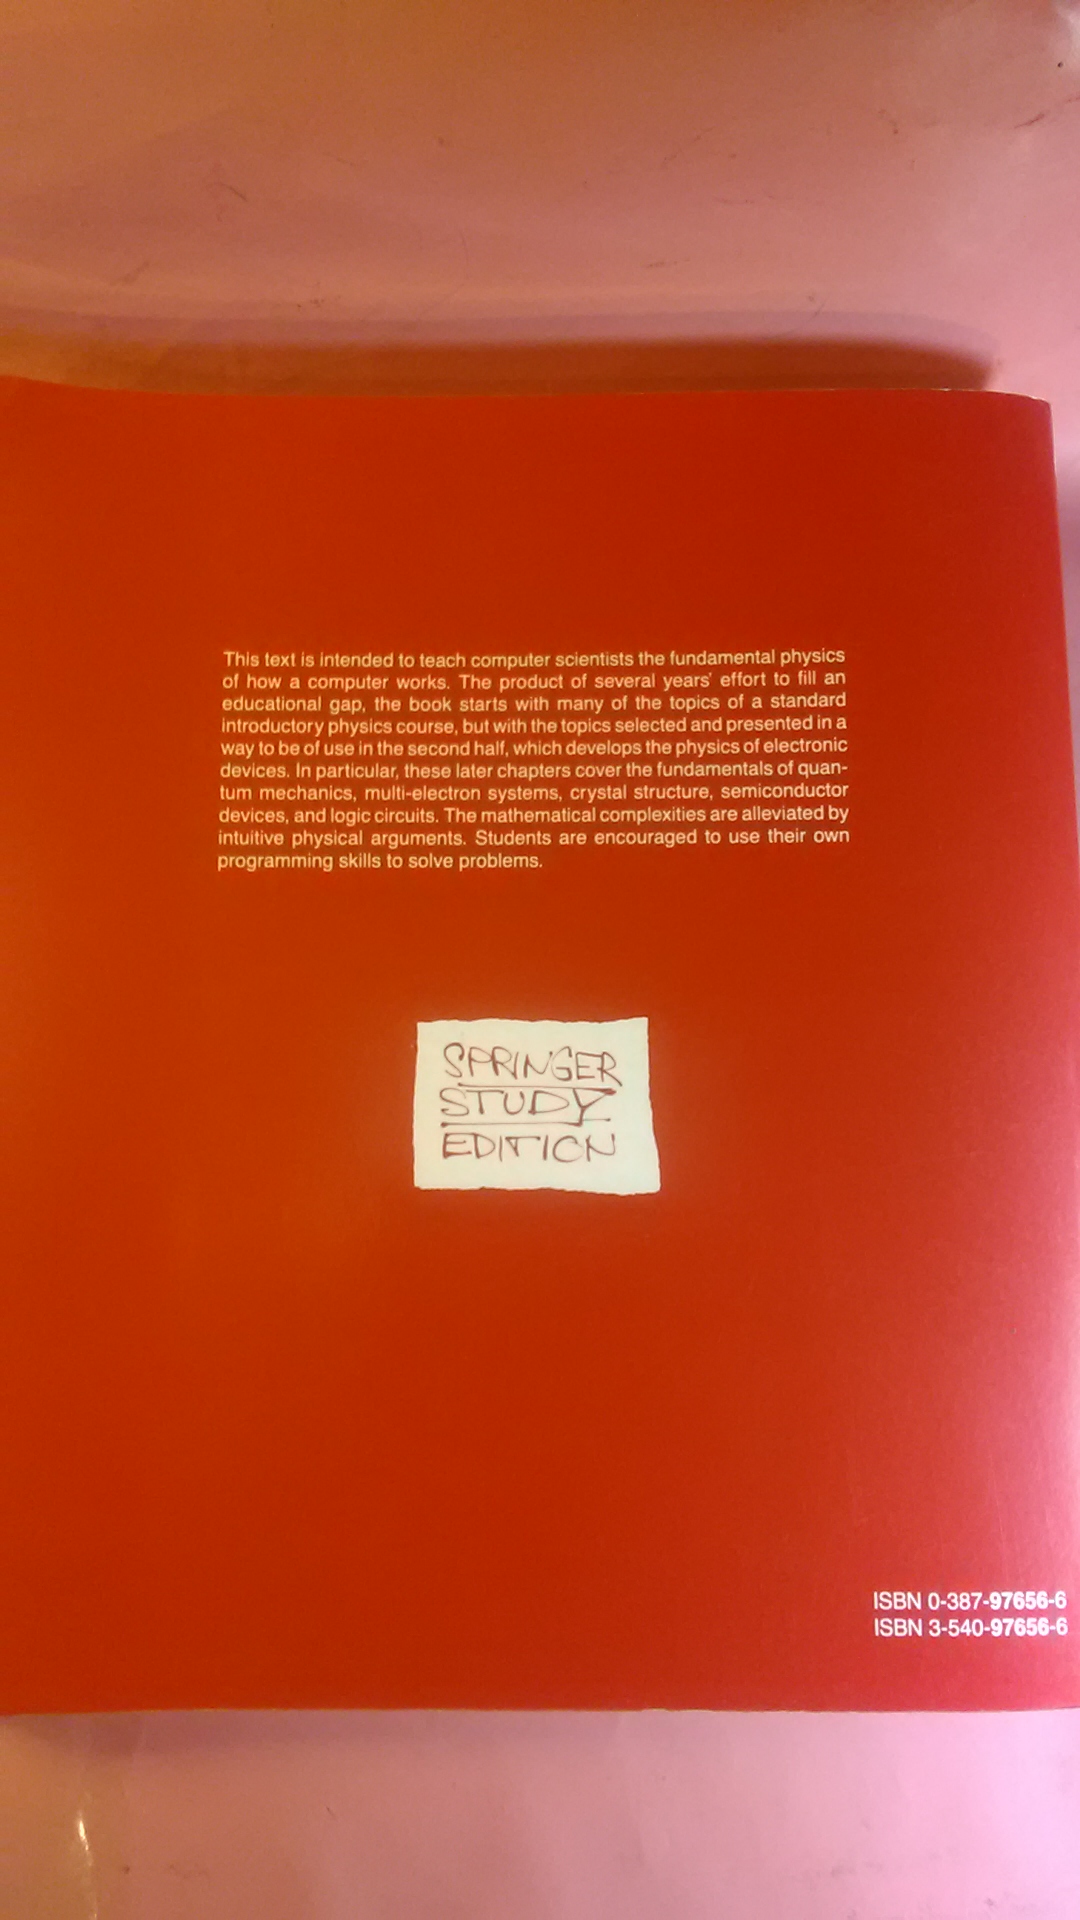 This text is intended to teach computer scientists the fundamental physics
of how a computer works. The product of several years' effort to fill an
educational gap, the book starts with many of the topics of a standard
introductory physics course, but with the topics selected and presented in a
way to be of use in the second half, which develops the physics of electronic
devices. In particular, these later chapters cover the fundamentals of quan-
tum mechanics, multi-electron systems, crystal structure, semiconductor
devices, and logic circuits. The mathematical complexities are alleviated by
intuitive physical arguments. Students are encouraged to use their own
programming skills to solve problems.
SPRINGER
STUDY
EDITION
ISBN 0-387-97656-6
ISBN 3-540-97656-6